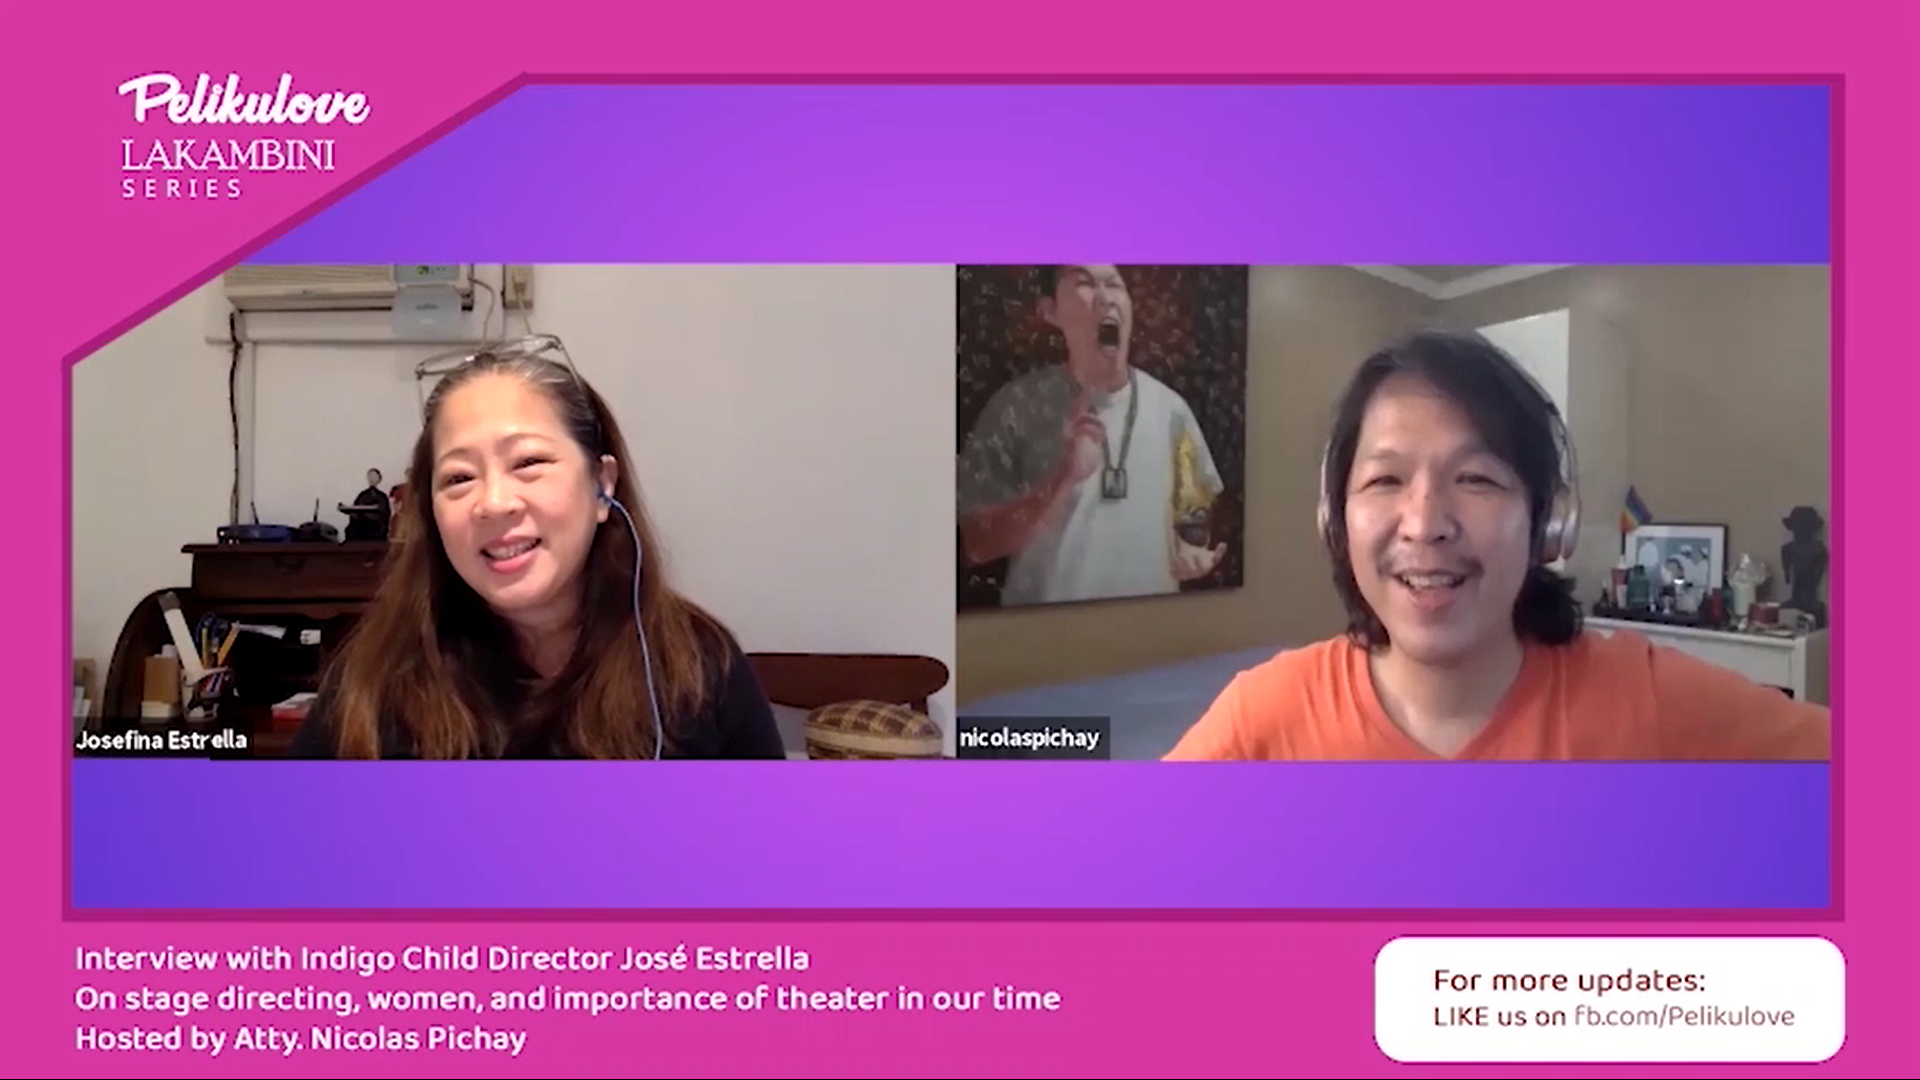 Pelikulove
LAKAMBINI
SERIES
Josefina Estrella
nicolaspichay
Interview with Indigo Child Director José Estrella
On stage directing, women, and importance of theater in our time
Hosted by Atty. Nicolas Pichay
For more updates:
LIKE us on fb.com/Pelikulove